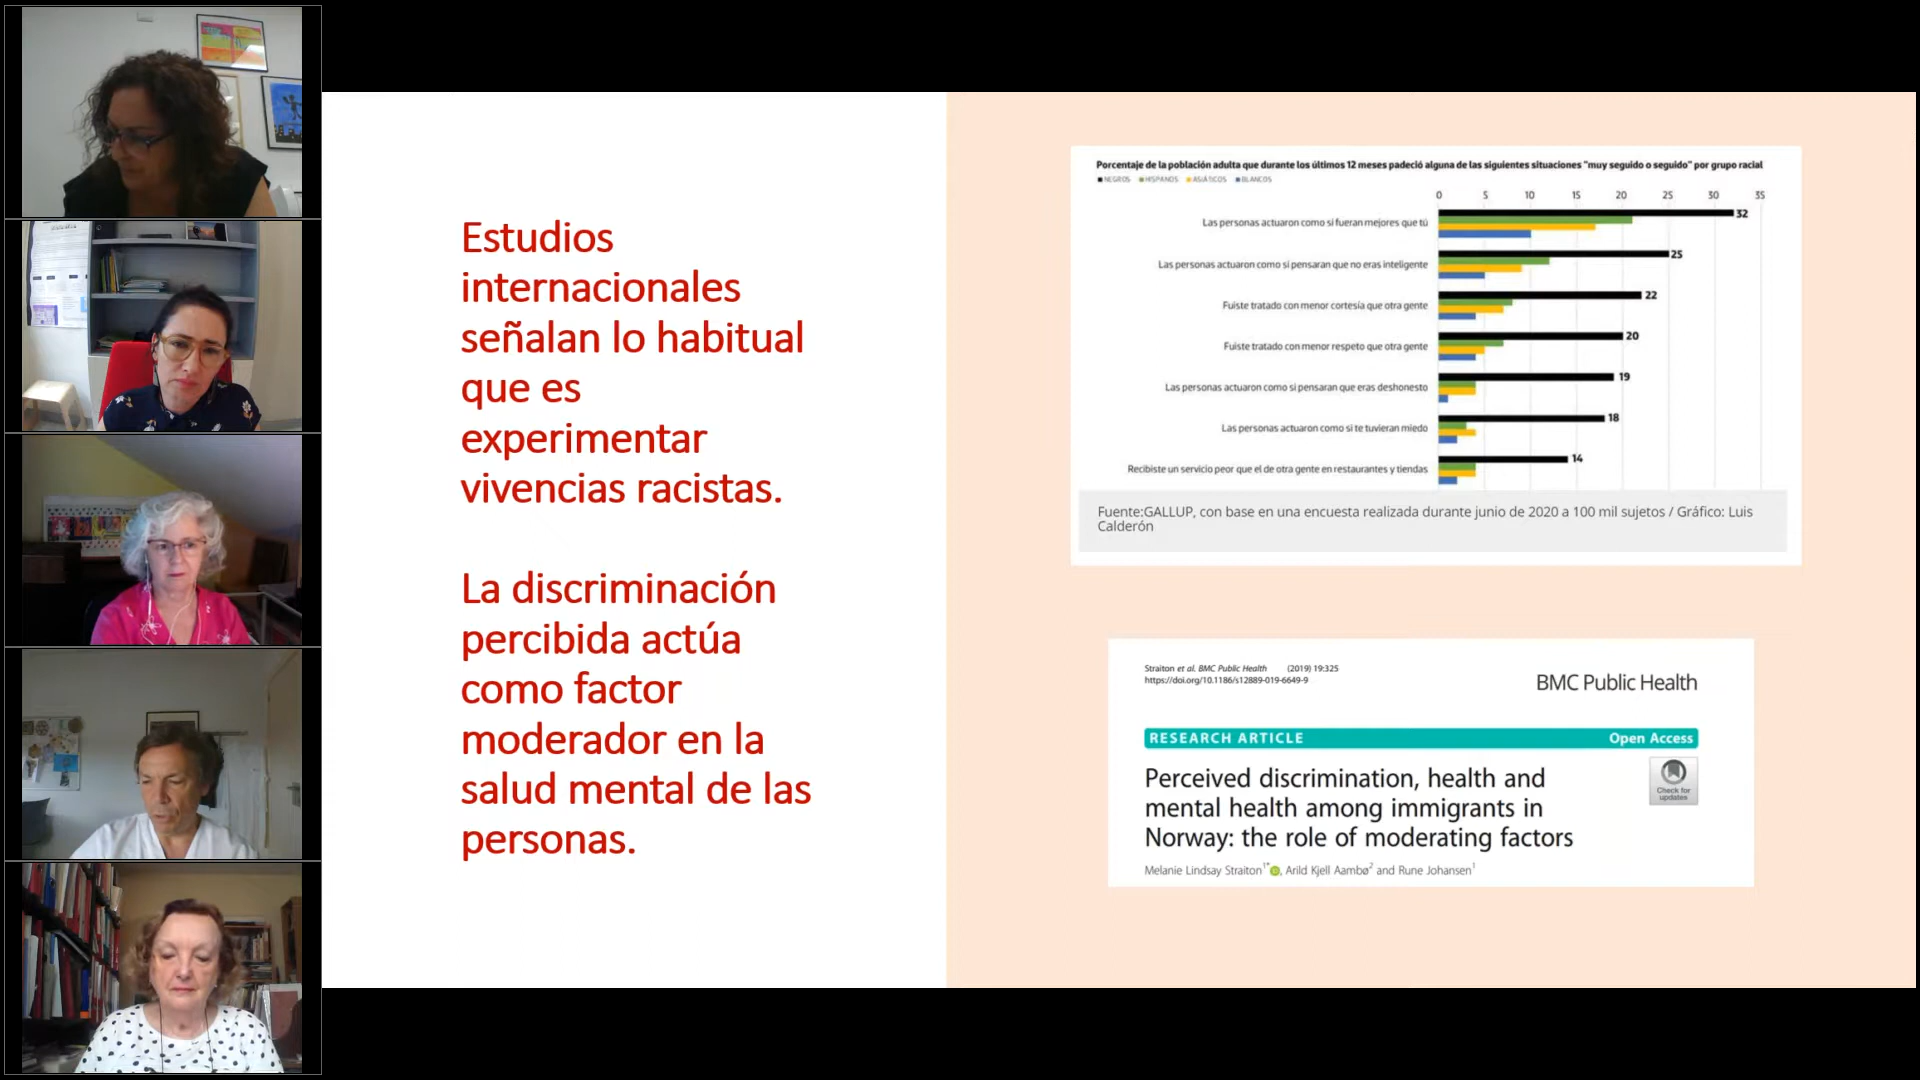 Estudios
internacionales
señalan lo habitual
que es
experimentar
vivencias racistas.
La discriminación
percibida actúa
como factor
moderador en la
salud mental de las
personas.
Porcentaje de la población adulta que durante los últimos 12 meses padeció alguna de las siguientes situaciones "muy seguido o seguido" por grupo racial
NEGROS HISPANOS ASIÁTICOS BLANCOS
0 5 10 15 20 25 30 35
Las personas actuaron como si fueran mejores que tú 32
Las personas actuaron como si pensaran que no eras inteligente 25
Fuiste tratado con menor cortesía que otra gente 22
Fuiste tratado con menor respeto que otra gente 20
Las personas actuaron como si pensaran que eras deshonesto 19
Las personas actuaron como si te tuvieran miedo 18
Recibiste un servicio peor que el de otra gente en restaurantes y tiendas 14
Fuente:GALLUP, con base en una encuesta realizada durante junio de 2020 a 100 mil sujetos / Gráfico: Luis
Calderón
Straiton et al. BMC Public Health (2019) 19:325
https://doi.org/10.1186/s12889-019-6649-9
BMC Public Health
RESEARCH ARTICLE Open Access
Perceived discrimination, health and
mental health among immigrants in
Norway: the role of moderating factors
Check for
updates
Melanie Lindsay Straiton1*, Arild Kjell Aambø2 and Rune Johansen1